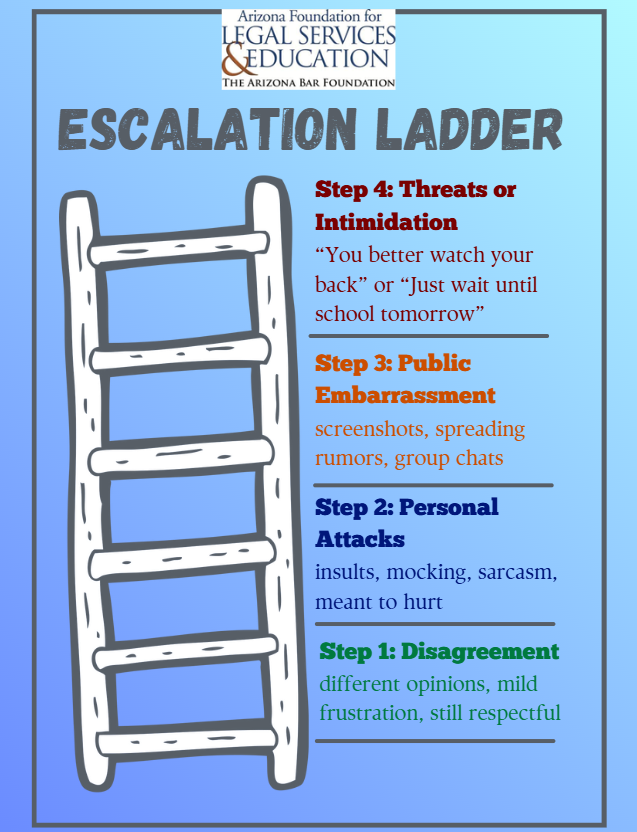 Arizona Foundation for
LEGAL SERVICES
&EDUCATION
THE ARIZONA BAR FOUNDATION
ESCALATION LADDER
Step 4: Threats or
Intimidation
“You better watch your
back” or “Just wait until
school tomorrow”
Step 3: Public
Embarrassment
screenshots, spreading
rumors, group chats
Step 2: Personal
Attacks
insults, mocking, sarcasm,
meant to hurt
Step 1: Disagreement
different opinions, mild
frustration, still respectful